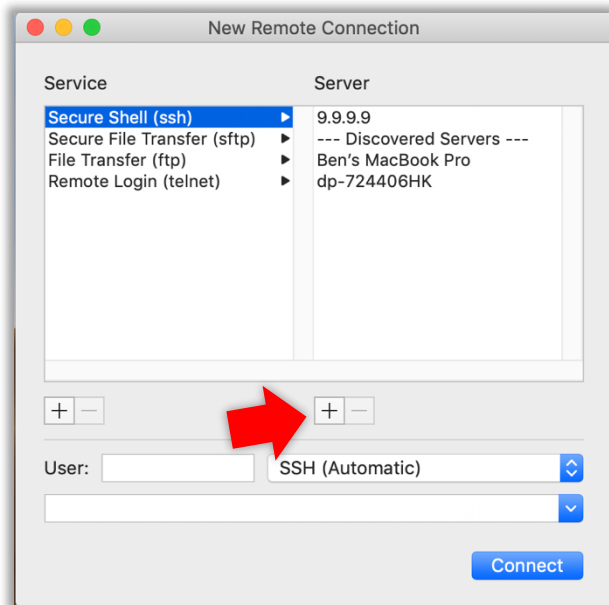 New Remote Connection
Service
Server
Secure Shell (ssh)
Secure File Transfer (sftp)
File Transfer (ftp)
Remote Login (telnet)
9.9.9.9
--- Discovered Servers ---
Ben's MacBook Pro
dp-724406HK
User:
SSH (Automatic)
Connect